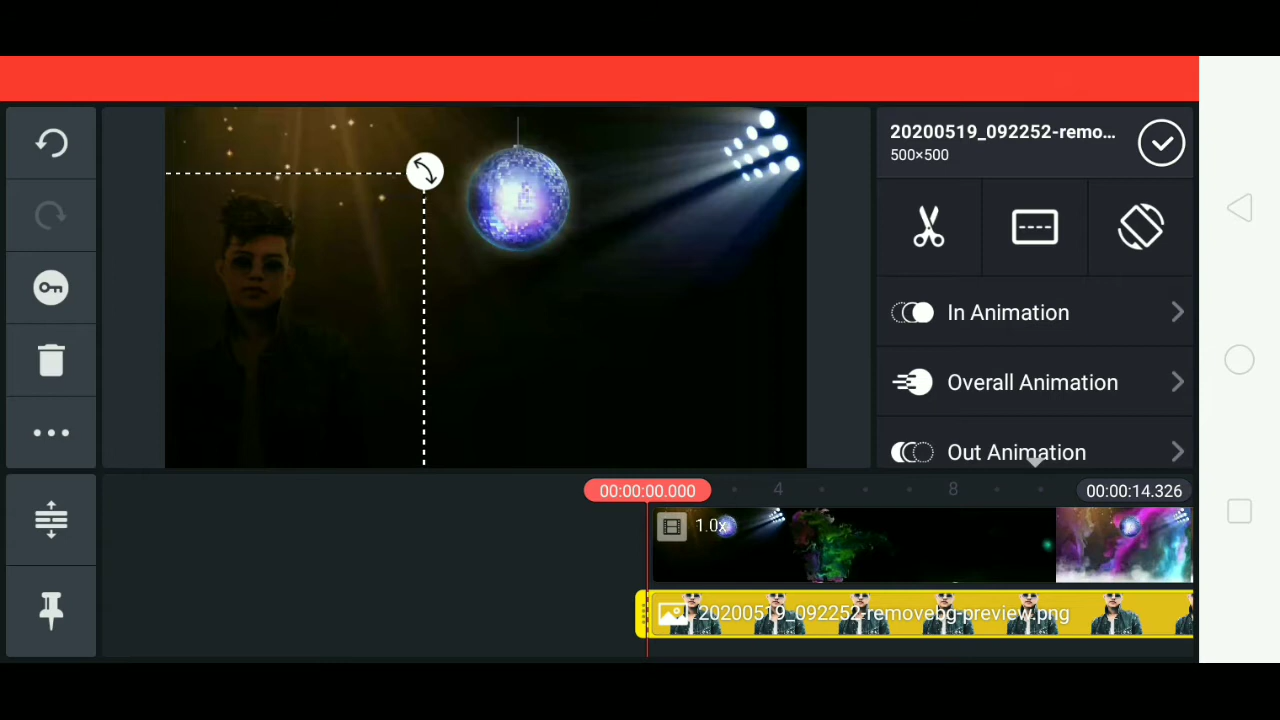 20200519_092252-remo...
500×500
In Animation
Overall Animation
Out Animation
00:00:00.000
4
8
00:00:14.326
1.0x
20200519_092252-removebg-preview.png